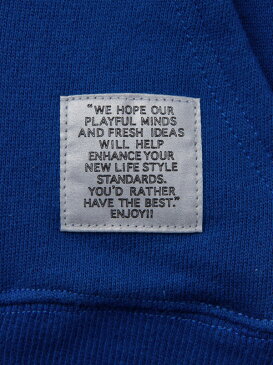 "WE HOPE OUR
PLAYFUL MINDS
AND FRESH IDEAS
WILL HELP
ENHANCE YOUR
NEW LIFE STYLE
STANDARDS.
YOU'D RATHER
HAVE THE BEST."
ENJOY!!